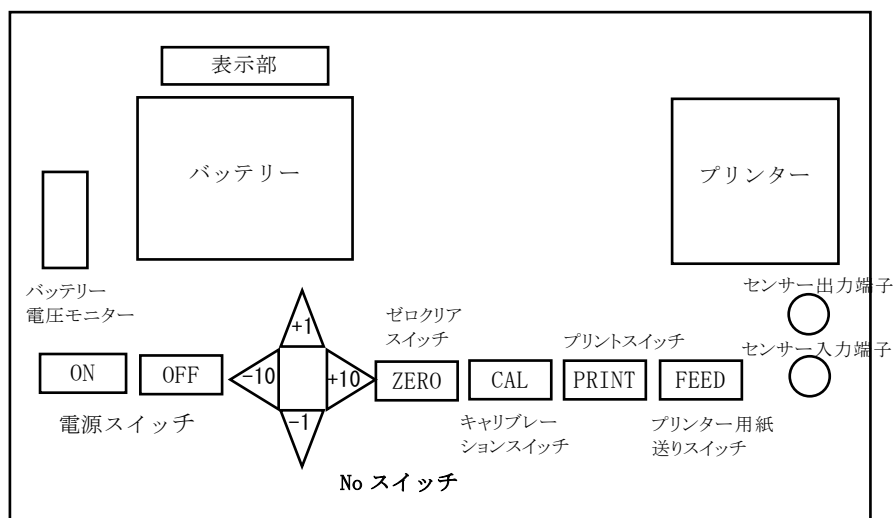 表示部
バッテリー
プリンター
バッテリー
電圧モニター
センサー出力端子
センサー入力端子
ゼロクリア
スイッチ
プリントスイッチ
+1
-10
+10
-1
ON
OFF
ZERO
CAL
PRINT
FEED
電源スイッチ
キャリブレー
ションスイッチ
プリンター用紙
送りスイッチ
No スイッチ